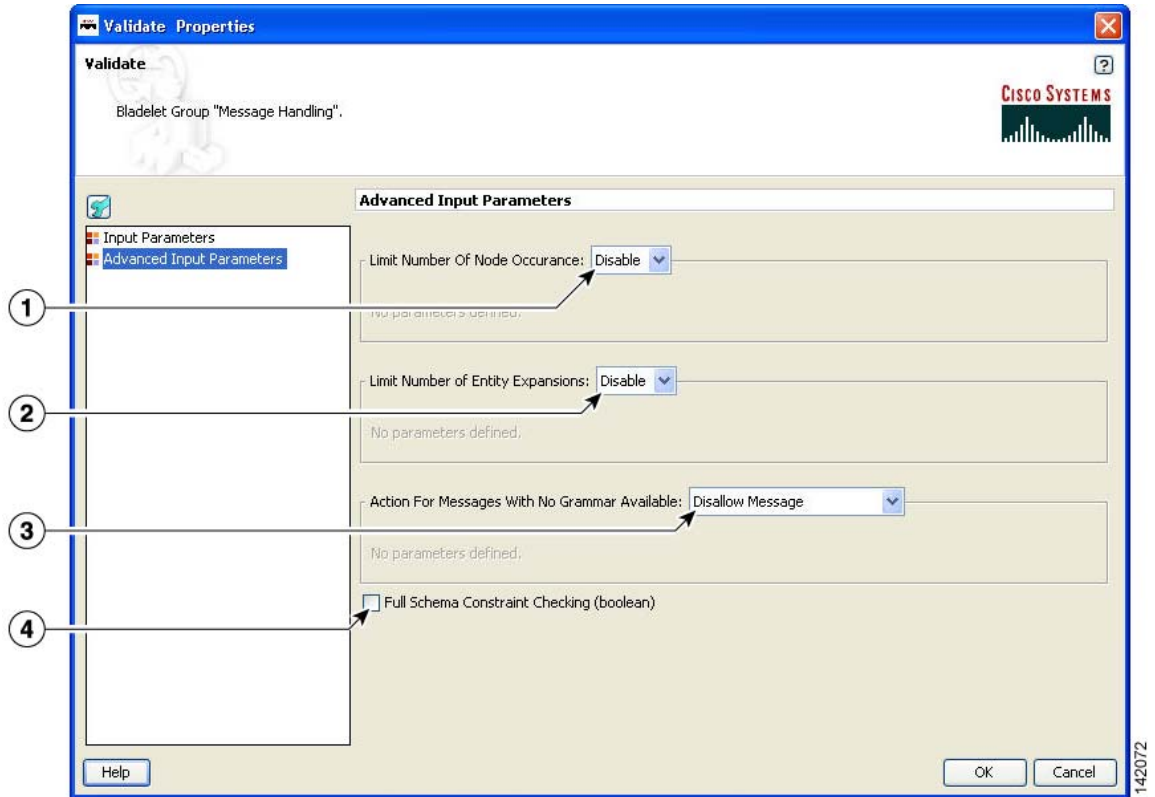 Validate Properties
Validate
Bladelet Group "Message Handling".
CISCO SYSTEMS
Advanced Input Parameters
Input Parameters
Advanced Input Parameters
Limit Number Of Node Occurance: Disable
No parameters defined.
1
Limit Number of Entity Expansions: Disable
2
No parameters defined.
Action For Messages With No Grammar Available: Disallow Message
3
No parameters defined.
Full Schema Constraint Checking (boolean)
4
Help
OK
Cancel
142072